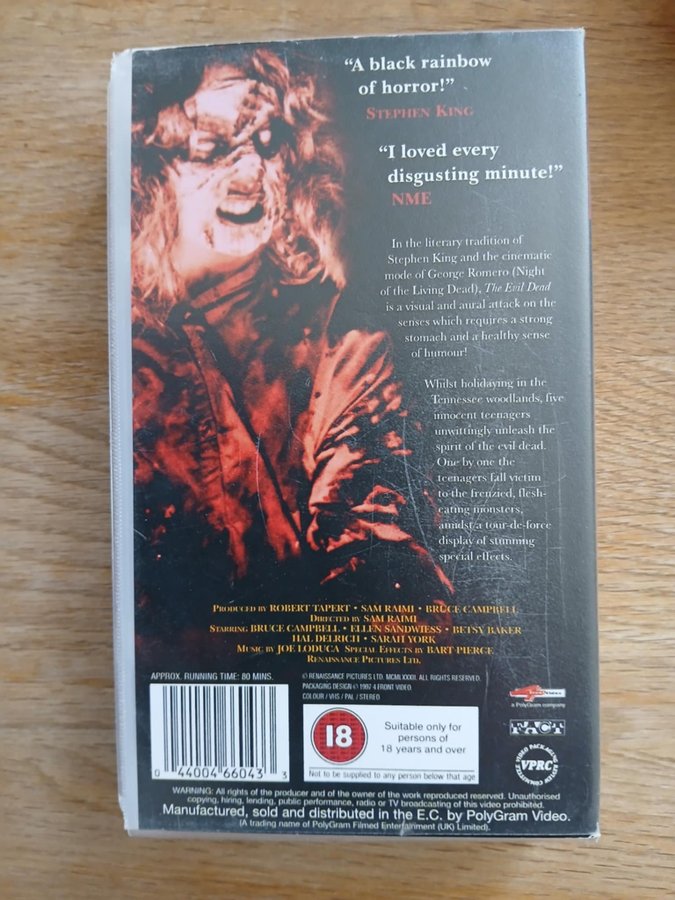 “A black rainbow
of horror!”
STEPHEN KING
“I loved every
disgusting minute!”
NME
In the literary tradition of
Stephen King and the cinematic
mode of George Romero (Night
of the Living Dead), The Evil Dead
is a visual and aural attack on the
senses which requires a strong
stomach and a healthy sense
of humour!
Whilst holidaying in the
Tennessee woodlands, five
innocent teenagers
unwittingly unleash the
spirit of the evil dead.
One by one the
teenagers fall victim
to the frenzied, flesh-
eating monsters,
amidst a tour-de-force
display of stunning
special effects.
PRODUCED BY ROBERT TAPERT • SAM RAIMI • BRUCE CAMPBELL
DIRECTED BY SAM RAIMI
STARRING BRUCE CAMPBELL • ELLEN SANDWIESS • BETSY BAKER
HAL DELRICH • SARAH YORK
MUSIC BY JOE LODUCA SPECIAL EFFECTS BY BART PIERCE
RENAISSANCE PICTURES LTD.
APPROX. RUNNING TIME: 80 MINS.
© RENAISSANCE PICTURES LTD. MCMLXXXIII. ALL RIGHTS RESERVED.
PACKAGING DESIGN © 1997 4 FRONT VIDEO.
COLOUR / VHS / PAL / STEREO
0 44004 66043 3
18
Suitable only for
persons of
18 years and over
Not to be supplied to any person below that age
a PolyGram company
FACT
VIDEO PACKAGING REVIEW COMMITTEE
VPRC
WARNING: All rights of the producer and of the owner of the work reproduced reserved. Unauthorised
copying, hiring, lending, public performance, radio or TV broadcasting of this video prohibited.
Manufactured, sold and distributed in the E.C. by PolyGram Video.
(A trading name of PolyGram Filmed Entertainment (UK) Limited).